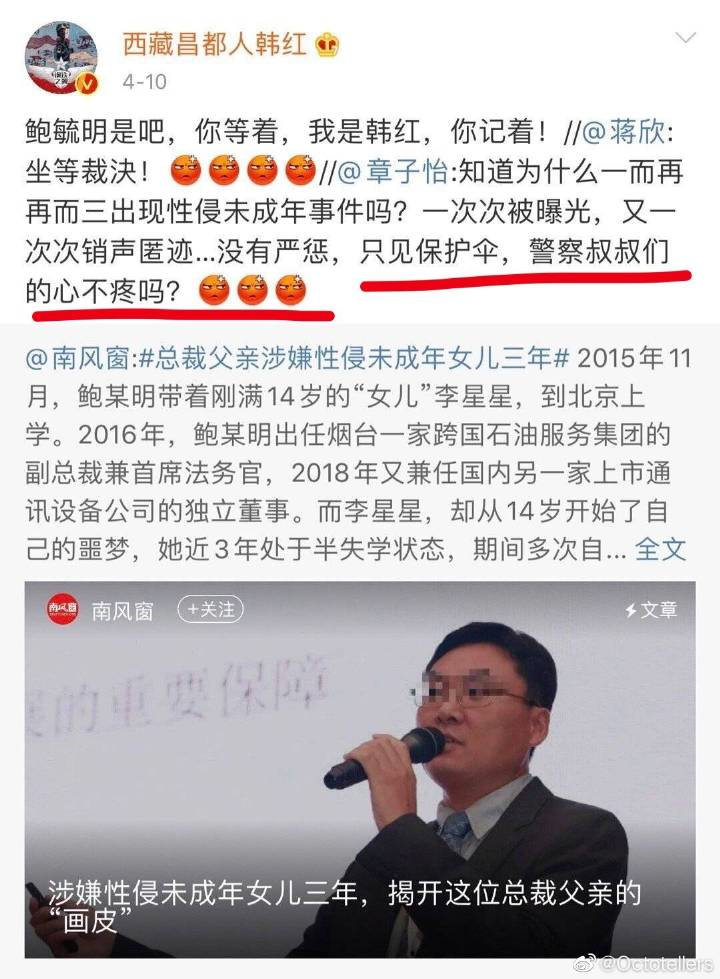 西藏昌都人韩红
4-10
鲍毓明是吧，你等着，我是韩红，你记着！//@蒋欣:
坐等裁决！//@章子怡:知道为什么一而再
再而三出现性侵未成年事件吗？一次次被曝光，又一
次次销声匿迹...没有严惩，只见保护伞，警察叔叔们
的心不疼吗？
@南风窗:#总裁父亲涉嫌性侵未成年女儿三年# 2015年11
月，鲍某明带着刚满14岁的“女儿”李星星，到北京上
学。2016年，鲍某明出任烟台一家跨国石油服务集团的
副总裁兼首席法务官，2018年又兼任国内另一家上市通
讯设备公司的独立董事。而李星星，却从14岁开始了自
己的噩梦，她近3年处于半失学状态，期间多次自... 全文
南风窗
南风窗
+关注
文章
的重要保障
涉嫌性侵未成年女儿三年，揭开这位总裁父亲的
“画皮”
@Octotellers